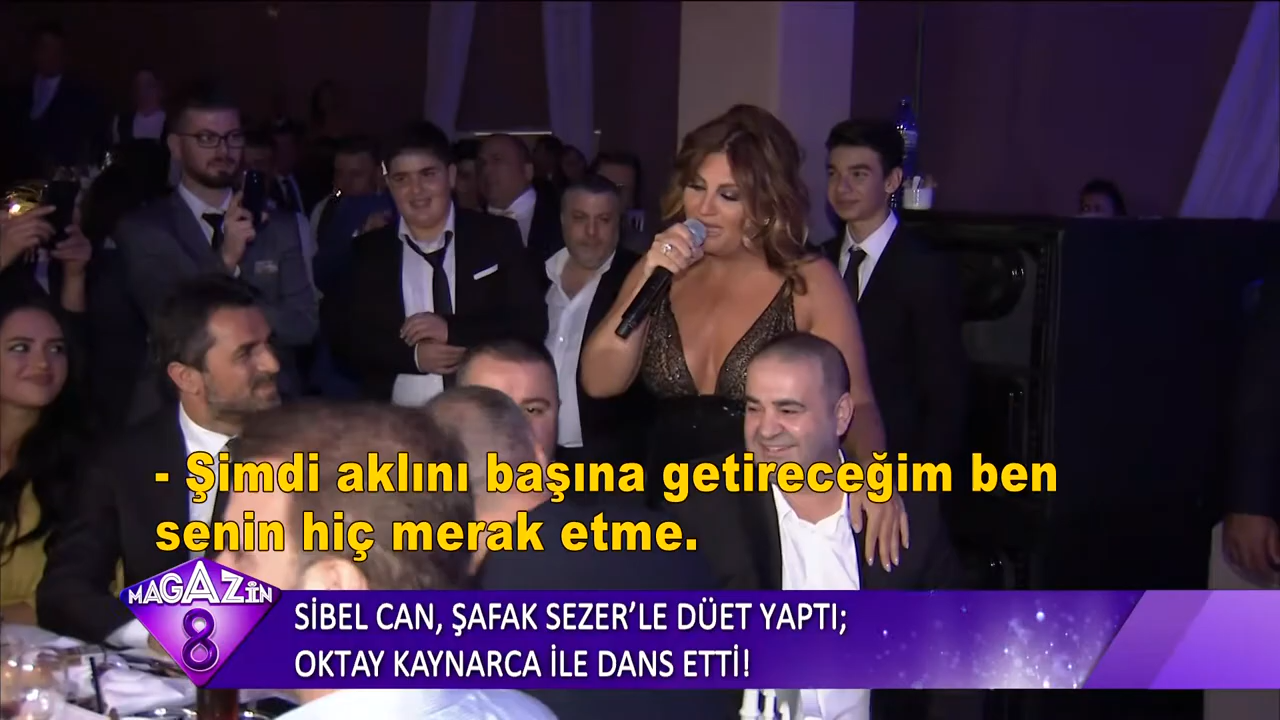 - Şimdi aklını başına getireceğim ben
senin hiç merak etme.
MAGAZİN
8
SİBEL CAN, ŞAFAK SEZER'LE DÜET YAPTI;
OKTAY KAYNARCA İLE DANS ETTİ!